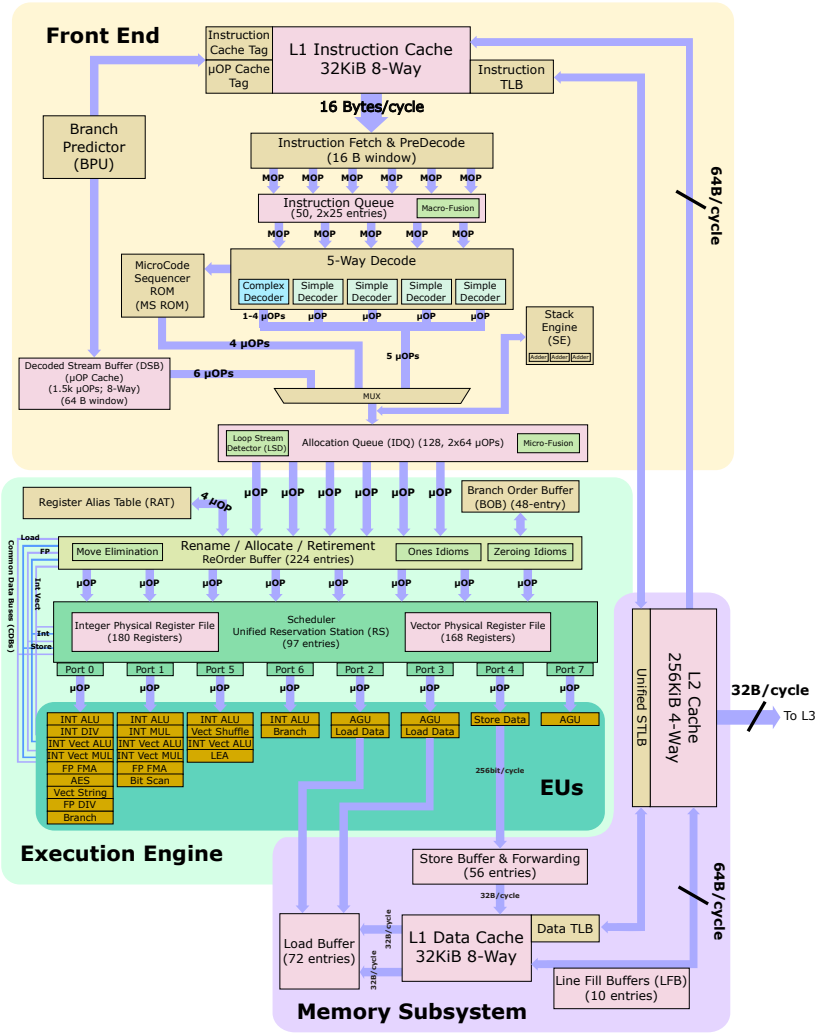 Front End
Instruction
Cache Tag
µOP Cache
Tag
L1 Instruction Cache
32KiB 8-Way
Instruction
TLB
16 Bytes/cycle
Branch
Predictor
(BPU)
Instruction Fetch & PreDecode
(16 B window)
MOP MOP MOP MOP MOP MOP
Instruction Queue
(50, 2x25 entries)
Macro-Fusion
MOP MOP MOP MOP MOP
64B/cycle
5-Way Decode
MicroCode
Sequencer
ROM
(MS ROM)
Complex
Decoder
Simple
Decoder
Simple
Decoder
Simple
Decoder
Simple
Decoder
1-4 µOPs µOP µOP µOP µOP
Stack
Engine
(SE)
Adder Adder Adder
4 µOPs
5 µOPs
Decoded Stream Buffer (DSB)
(µOP Cache)
(1.5k µOPs; 8-Way)
(64 B window)
6 µOPs
MUX
Loop Stream
Detector (LSD)
Allocation Queue (IDQ) (128, 2x64 µOPs)
Micro-Fusion
µOP µOP µOP µOP µOP µOP
Register Alias Table (RAT)
4 µOP
Branch Order Buffer
(BOB) (48-entry)
Load
FP
Common Data Buses (CDBs)
Int Vect
Int
Store
Move Elimination
Rename / Allocate / Retirement
ReOrder Buffer (224 entries)
Ones Idioms
Zeroing Idioms
µOP µOP µOP µOP µOP µOP µOP µOP
Integer Physical Register File
(180 Registers)
Scheduler
Unified Reservation Station (RS)
(97 entries)
Vector Physical Register File
(168 Registers)
Port 0 Port 1 Port 5 Port 6 Port 2 Port 3 Port 4 Port 7
µOP µOP µOP µOP µOP µOP µOP µOP
INT ALU
INT DIV
INT Vect ALU
INT Vect MUL
FP FMA
AES
Vect String
FP DIV
Branch
INT ALU
INT MUL
INT Vect ALU
INT Vect MUL
FP FMA
Bit Scan
INT ALU
Vect Shuffle
INT Vect ALU
LEA
INT ALU
Branch
AGU
Load Data
AGU
Load Data
Store Data
AGU
256bit/cycle
EUs
Execution Engine
Unified STLB
L2 Cache
256KiB 4-Way
32B/cycle
To L3
Store Buffer & Forwarding
(56 entries)
32B/cycle
64B/cycle
Load Buffer
(72 entries)
32B/cycle
32B/cycle
L1 Data Cache
32KiB 8-Way
Data TLB
Line Fill Buffers (LFB)
(10 entries)
Memory Subsystem